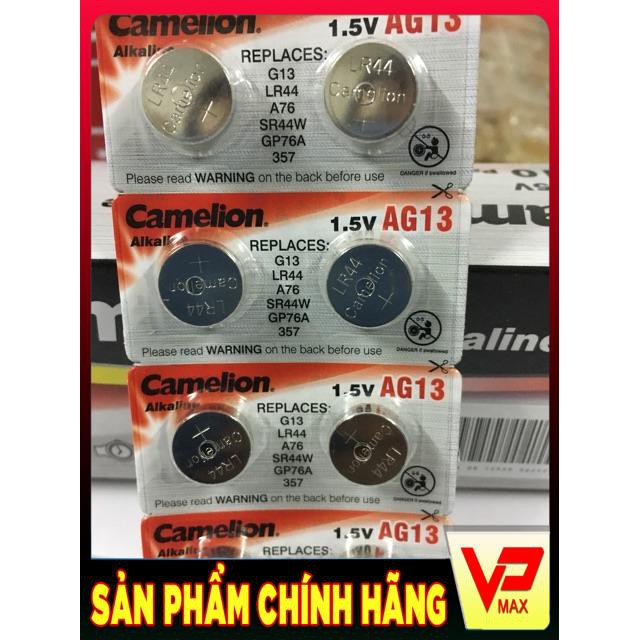 Camelion. 1.5V AG13
Alkaline REPLACES:
G13
LR44
A76
SR44W
GP76A
357
LR44
LR44
Camelion
DANGER if swallowed
Please read WARNING on the back before use
Camelion. 1.5V AG13
Alkali REPLACES:
G13
LR44
A76
SR44W
GP76A
357
Camelion
LR44
LR44
Camelion
DANGER if swallowed
Please read WARNING on the back before use
Camelion. 1.5V AG13
Alkaline REPLACES:
G13
LR44
A76
SR44W
GP76A
357
Camelion
LR44
Camelion
LR44
Please read WARNING on the back before use
Camelion. 1.5V AG13
Alkaline REPLACES:
aline
SẢN PHẨM CHÍNH HÃNG
VP
MAX